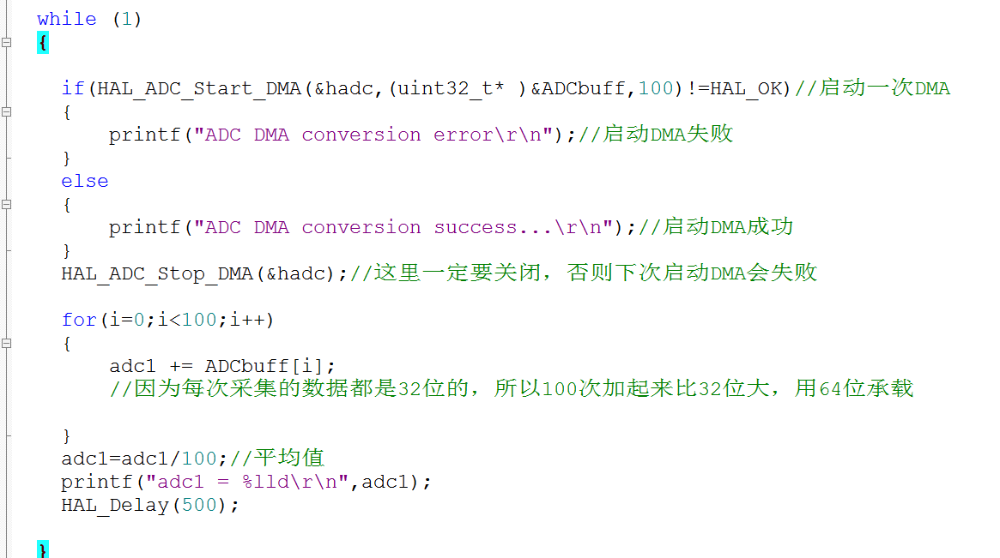 while (1)
{
if(HAL_ADC_Start_DMA(&hadc,(uint32_t* )&ADCbuff,100)!=HAL_OK)//启动一次DMA
{
printf("ADC DMA conversion error\r\n");//启动DMA失败
}
else
{
printf("ADC DMA conversion success...\r\n");//启动DMA成功
}
HAL_ADC_Stop_DMA(&hadc);//这里一定要关闭，否则下次启动DMA会失败
for(i=0;i<100;i++)
{
adc1 += ADCbuff[i];
//因为每次采集的数据都是32位的，所以100次加起来比32位大，用64位承载
}
adc1=adc1/100;//平均值
printf("adc1 = %lld\r\n",adc1);
HAL_Delay(500);
}